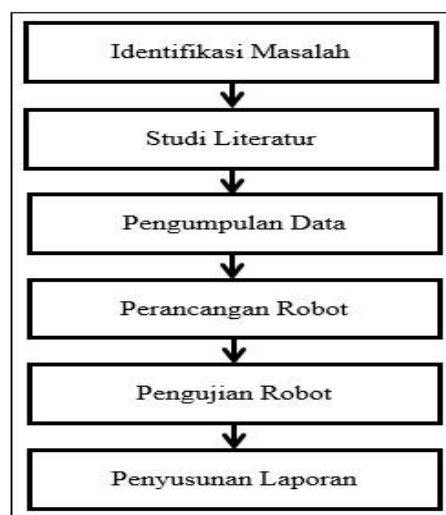 Identifikasi Masalah
Studi Literatur
Pengumpulan Data
Perancangan Robot
Pengujian Robot
Penyusunan Laporan